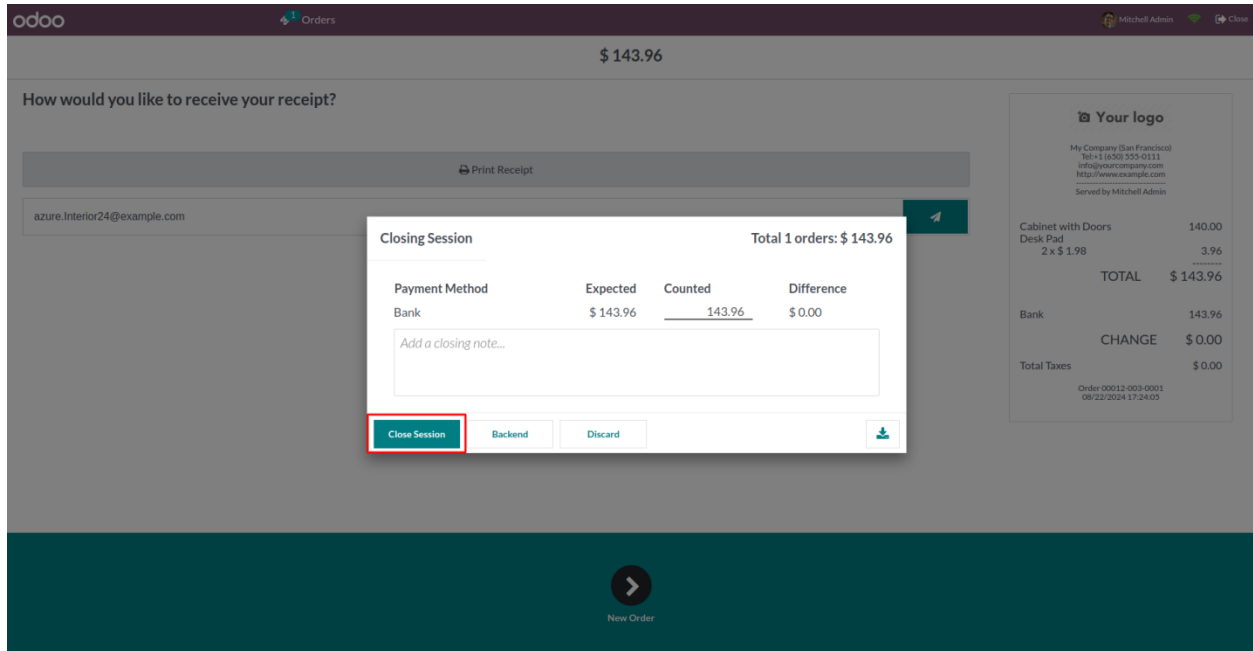 odoo
1 Orders
Mitchell Admin
Close
$ 143.96
How would you like to receive your receipt?
Print Receipt
azure.Interior24@example.com
Your logo
My Company (San Francisco)
Tel:+1 (650) 555-0111
info@yourcompany.com
http://www.example.com
--------------------------------
Served by Mitchell Admin
Cabinet with Doors 140.00
Desk Pad
2 x $ 1.98 3.96
--------
TOTAL $ 143.96
Bank 143.96
CHANGE $ 0.00
Total Taxes $ 0.00
Order 00012-003-0001
08/22/2024 17:24:05
Closing Session Total 1 orders: $ 143.96
Payment Method Expected Counted Difference
Bank $ 143.96 143.96 $ 0.00
Add a closing note...
Close Session Backend Discard
New Order